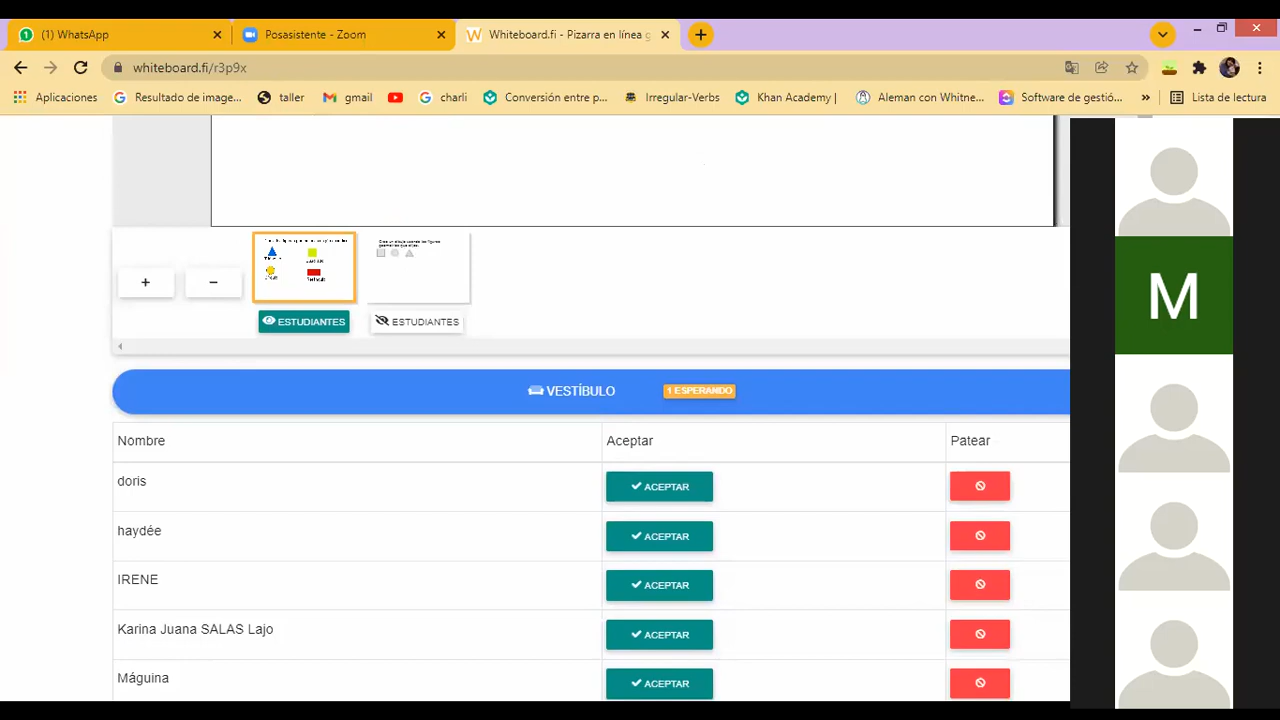 (1) WhatsApp
Posasistente - Zoom
Whiteboard.fi - Pizarra en línea g
whiteboard.fi/r3p9x
Aplicaciones
Resultado de image...
taller
gmail
charli
Conversión entre p...
Irregular-Verbs
Khan Academy |
Aleman con Whitne...
Software de gestió...
»
Lista de lectura
+
−
ESTUDIANTES
ESTUDIANTES
VESTÍBULO
1 ESPERANDO
Nombre
Aceptar
Patear
doris
ACEPTAR
haydée
ACEPTAR
IRENE
ACEPTAR
Karina Juana SALAS Lajo
ACEPTAR
Máguina
ACEPTAR
M